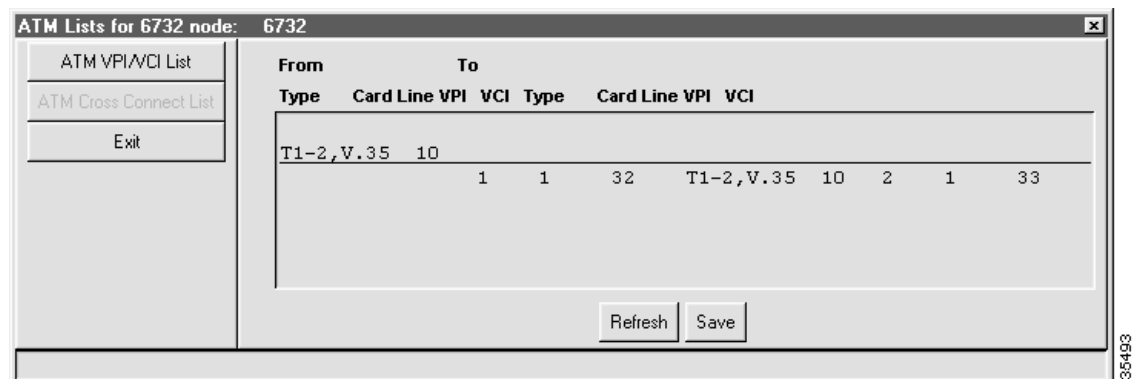 ATM Lists for 6732 node: 6732
ATM VPI/VCI List
ATM Cross Connect List
Exit
From To
Type Card Line VPI VCI Type Card Line VPI VCI
T1-2,V.35 10
1 1 32 T1-2,V.35 10 2 1 33
Refresh Save
35493